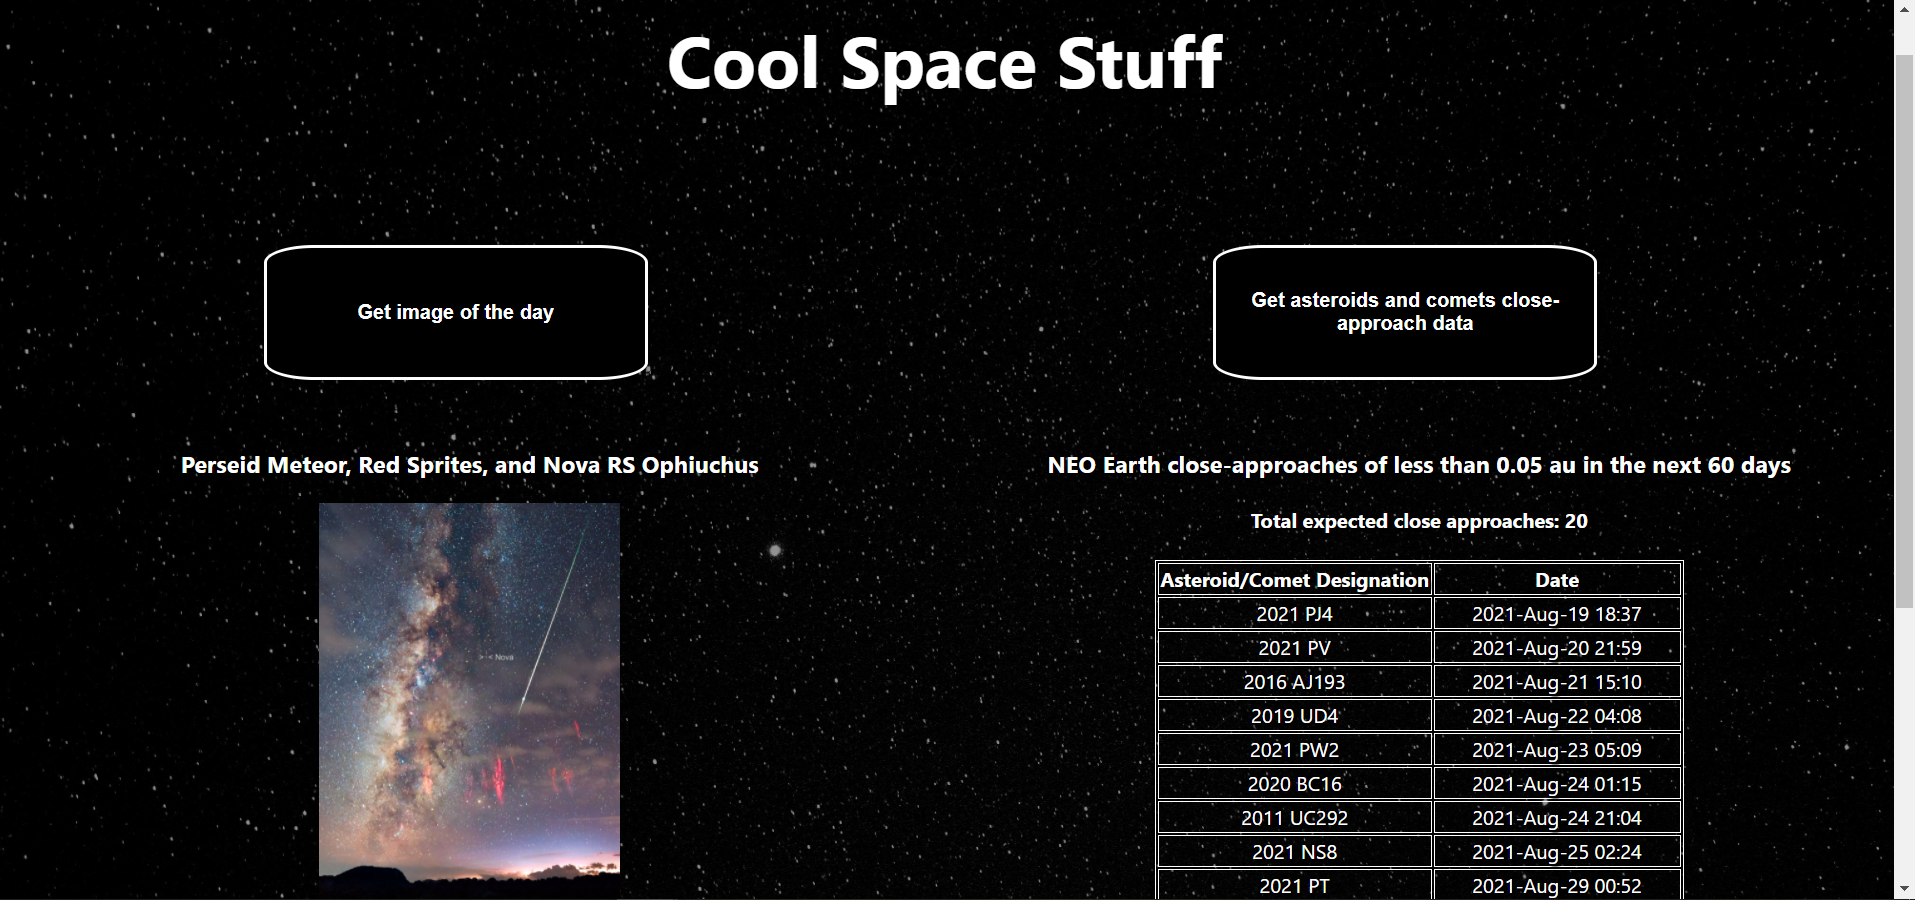 Cool Space Stuff
Get image of the day
Get asteroids and comets close-
approach data
Perseid Meteor, Red Sprites, and Nova RS Ophiuchus
> < Nova
NEO Earth close-approaches of less than 0.05 au in the next 60 days
Total expected close approaches: 20
Asteroid/Comet Designation Date
2021 PJ4 2021-Aug-19 18:37
2021 PV 2021-Aug-20 21:59
2016 AJ193 2021-Aug-21 15:10
2019 UD4 2021-Aug-22 04:08
2021 PW2 2021-Aug-23 05:09
2020 BC16 2021-Aug-24 01:15
2011 UC292 2021-Aug-24 21:04
2021 NS8 2021-Aug-25 02:24
2021 PT 2021-Aug-29 00:52